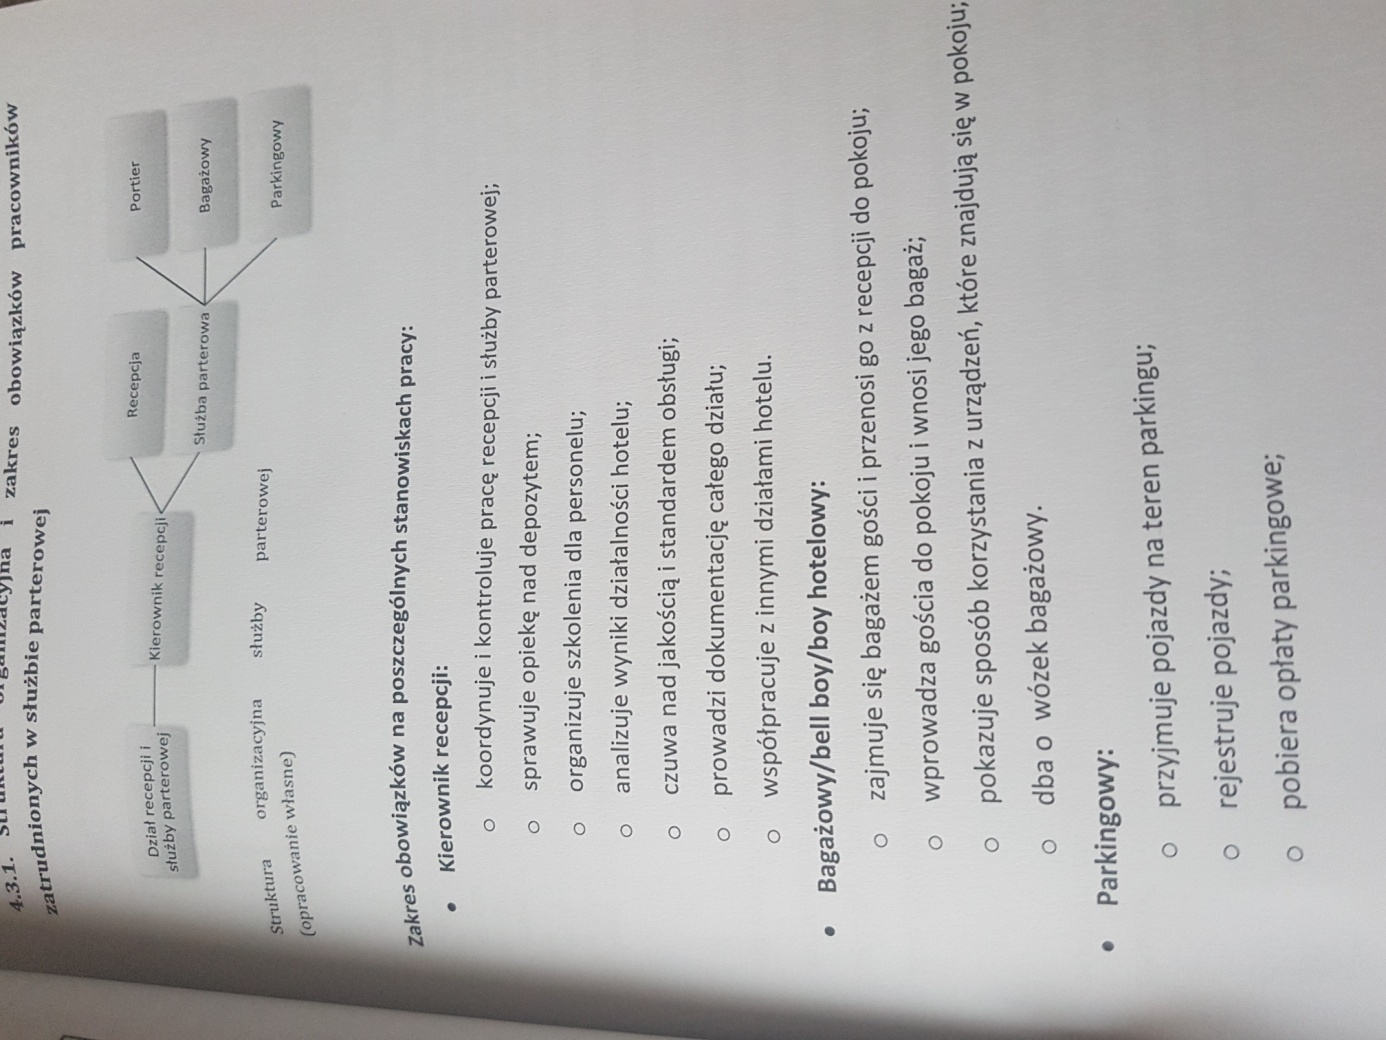 4.3.1. Struktura organizacyjna i zakres obowiązków pracowników
zatrudnionych w służbie parterowej
Dział recepcji i
służby parterowej
Kierownik recepcji
Recepcja
Służba parterowa
Portier
Bagażowy
Parkingowy
Struktura organizacyjna służby parterowej
(opracowanie własne)
Zakres obowiązków na poszczególnych stanowiskach pracy:
• Kierownik recepcji:
○ koordynuje i kontroluje pracę recepcji i służby parterowej;
○ sprawuje opiekę nad depozytem;
○ organizuje szkolenia dla personelu;
○ analizuje wyniki działalności hotelu;
○ czuwa nad jakością i standardem obsługi;
○ prowadzi dokumentację całego działu;
○ współpracuje z innymi działami hotelu.
• Bagażowy/bell boy/boy hotelowy:
○ zajmuje się bagażem gości i przenosi go z recepcji do pokoju;
○ wprowadza gościa do pokoju i wnosi jego bagaż;
○ pokazuje sposób korzystania z urządzeń, które znajdują się w pokoju;
○ dba o wózek bagażowy.
• Parkingowy:
○ przyjmuje pojazdy na teren parkingu;
○ rejestruje pojazdy;
○ pobiera opłaty parkingowe;